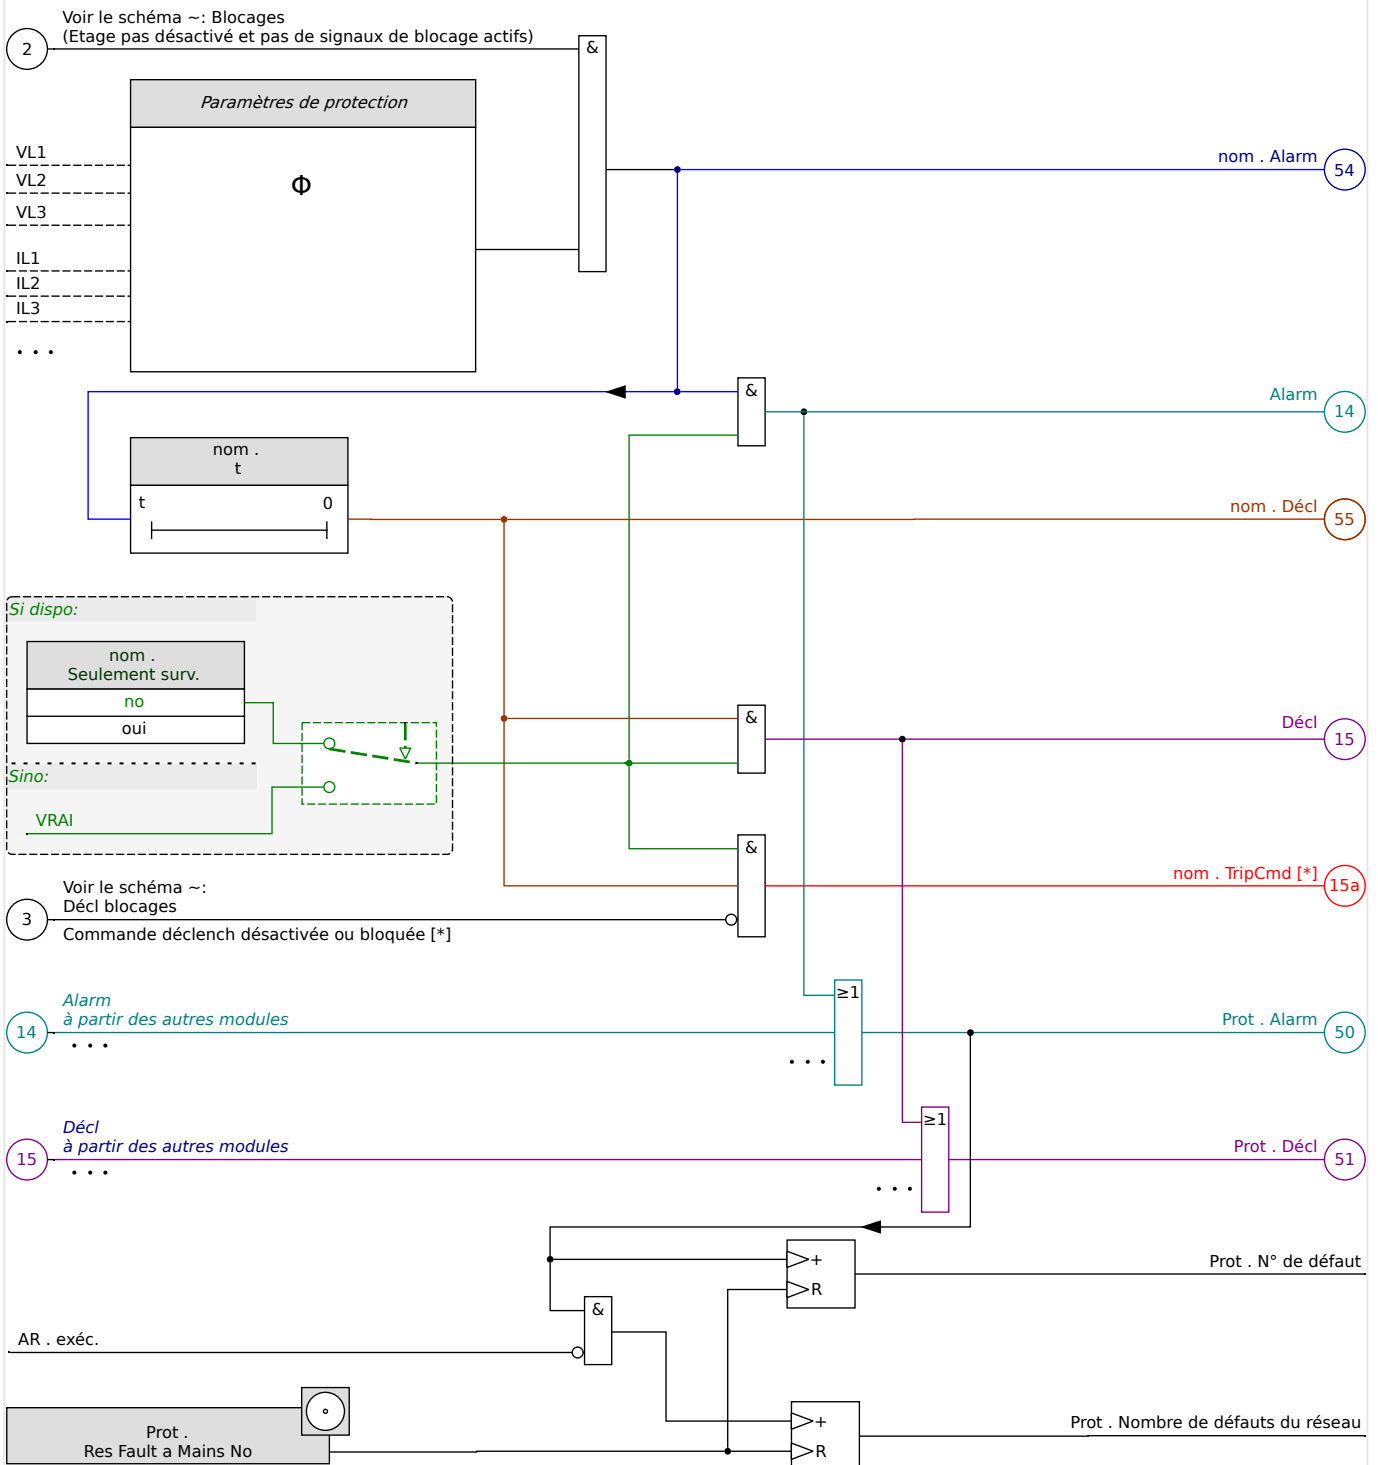 Voir le schéma ~: Blocages
(Etage pas désactivé et pas de signaux de blocage actifs)
2
&
Paramètres de protection
VL1
VL2
VL3
Φ
nom . Alarm
54
IL1
IL2
IL3
. . .
&
Alarm
14
nom .
t
t
0
nom . Décl
55
Si dispo:
nom .
Seulement surv.
no
oui
Sino:
VRAI
&
Décl
15
&
nom . TripCmd [*]
15a
Voir le schéma ~:
Décl blocages
3
Commande déclench désactivée ou bloquée [*]
Alarm
à partir des autres modules
14
. . .
≥1
. . .
Prot . Alarm
50
Décl
à partir des autres modules
15
. . .
≥1
. . .
Prot . Décl
51
+
R
Prot . N° de défaut
&
AR . exéc.
Prot .
Res Fault a Mains No
+
R
Prot . Nombre de défauts du réseau